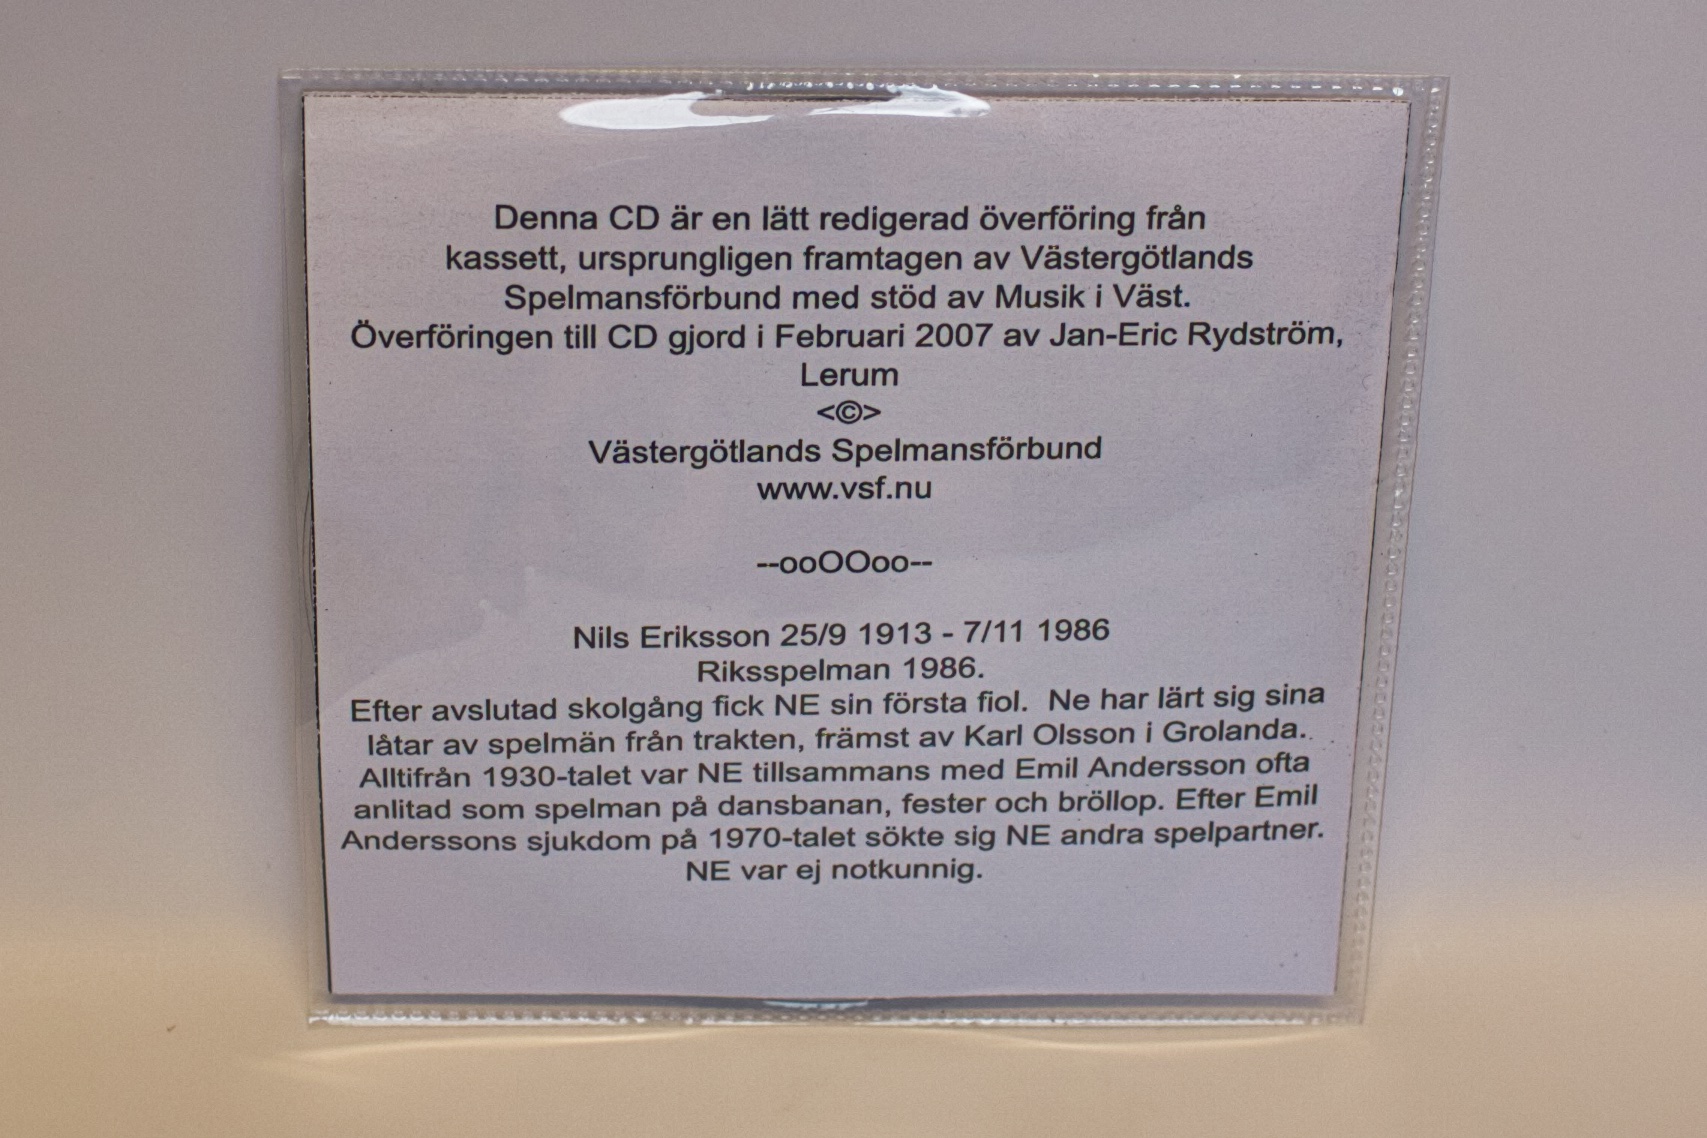 Denna CD är en lätt redigerad överföring från
kassett, ursprungligen framtagen av Västergötlands
Spelmansförbund med stöd av Musik i Väst.
Överföringen till CD gjord i Februari 2007 av Jan-Eric Rydström,
Lerum
<©>
Västergötlands Spelmansförbund
www.vsf.nu
--ooOOoo--
Nils Eriksson 25/9 1913 - 7/11 1986
Riksspelman 1986.
Efter avslutad skolgång fick NE sin första fiol.  Ne har lärt sig sina
låtar av spelmän från trakten, främst av Karl Olsson i Grolanda..
Alltifrån 1930-talet var NE tillsammans med Emil Andersson ofta
anlitad som spelman på dansbanan, fester och bröllop. Efter Emil
Anderssons sjukdom på 1970-talet sökte sig NE andra spelpartner.
NE var ej notkunnig.